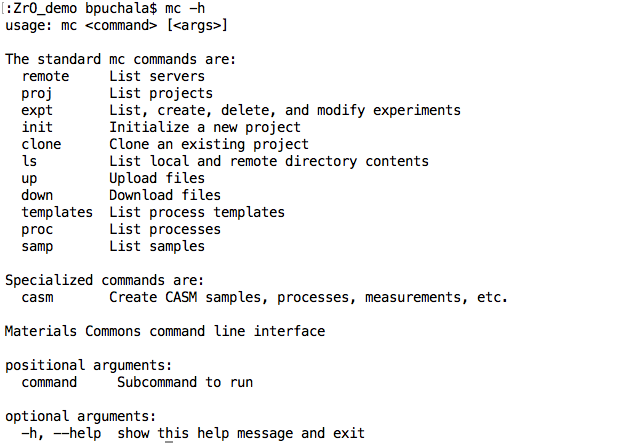 [:ZrO_demo bpuchala$ mc -h
usage: mc <command> [<args>]

The standard mc commands are:
  remote     List servers
  proj       List projects
  expt       List, create, delete, and modify experiments
  init       Initialize a new project
  clone      Clone an existing project
  ls         List local and remote directory contents
  up         Upload files
  down       Download files
  templates  List process templates
  proc       List processes
  samp       List samples

Specialized commands are:
  casm       Create CASM samples, processes, measurements, etc.

Materials Commons command line interface

positional arguments:
  command     Subcommand to run

optional arguments:
  -h, --help  show this help message and exit